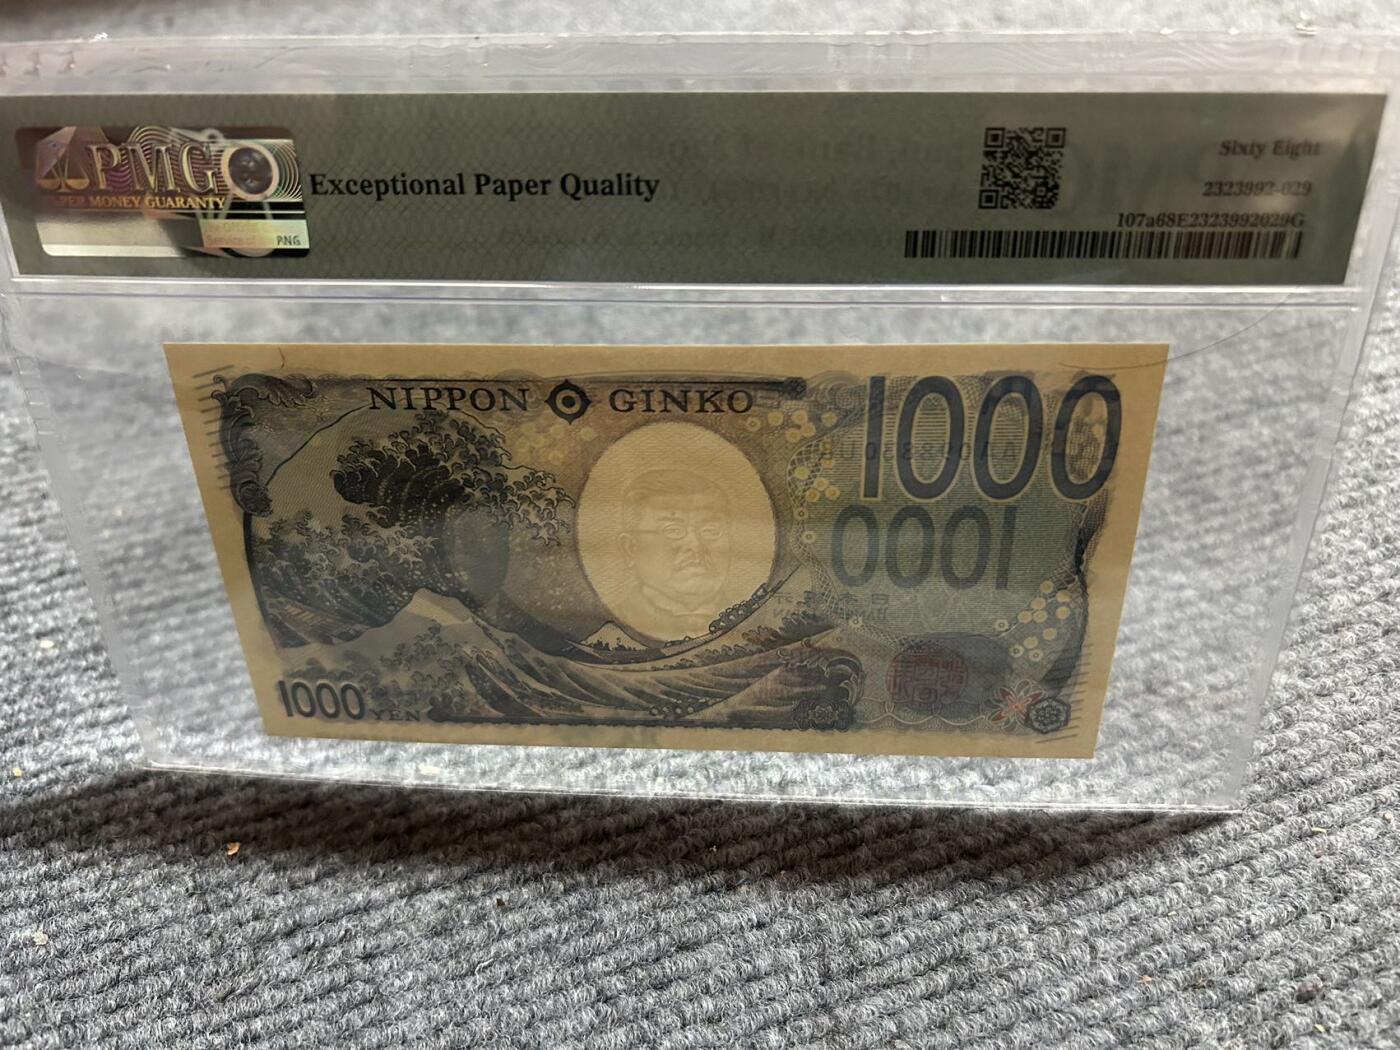 PMG
PAPER MONEY GUARANTY
PNG
Exceptional Paper Quality
Sixty Eight
2323992-029
107a68E2323992029G
NIPPON GINKO
1000
1000
1000 YEN